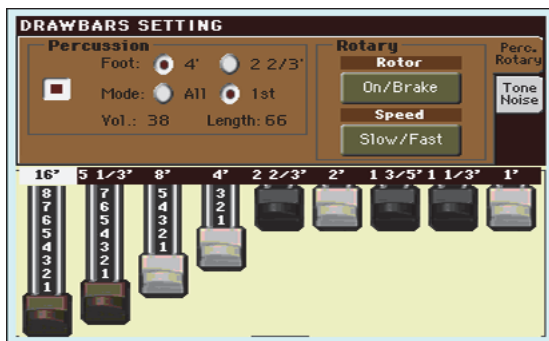 DRAWBARS SETTING
Percussion
Foot: 4' 2 2/3'
Mode: All 1st
Vol.: 38 Length: 66
Rotary
Rotor
On/Brake
Speed
Slow/Fast
Perc.
Rotary
Tone
Noise
16' 5 1/3' 8' 4' 2 2/3' 2' 1 3/5' 1 1/3' 1'
8 7 5 3
7 6 4 2
6 5 3 1
5 4 2
4 3 1
3 2
2 1
1